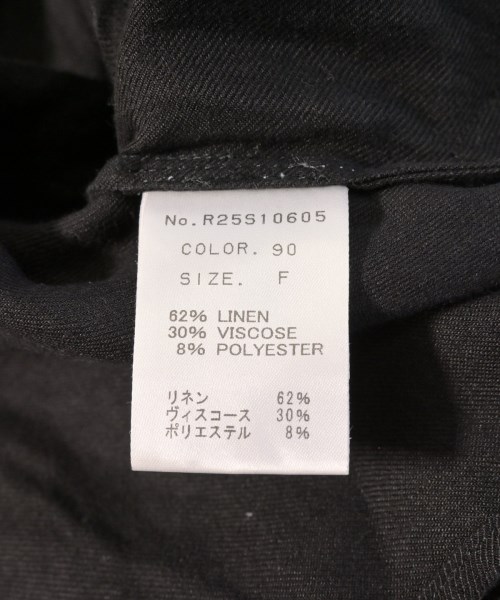 No.R25S10605
COLOR. 90
SIZE. F
62% LINEN
30% VISCOSE
8% POLYESTER
リネン 62%
ヴィスコース 30%
ポリエステル 8%